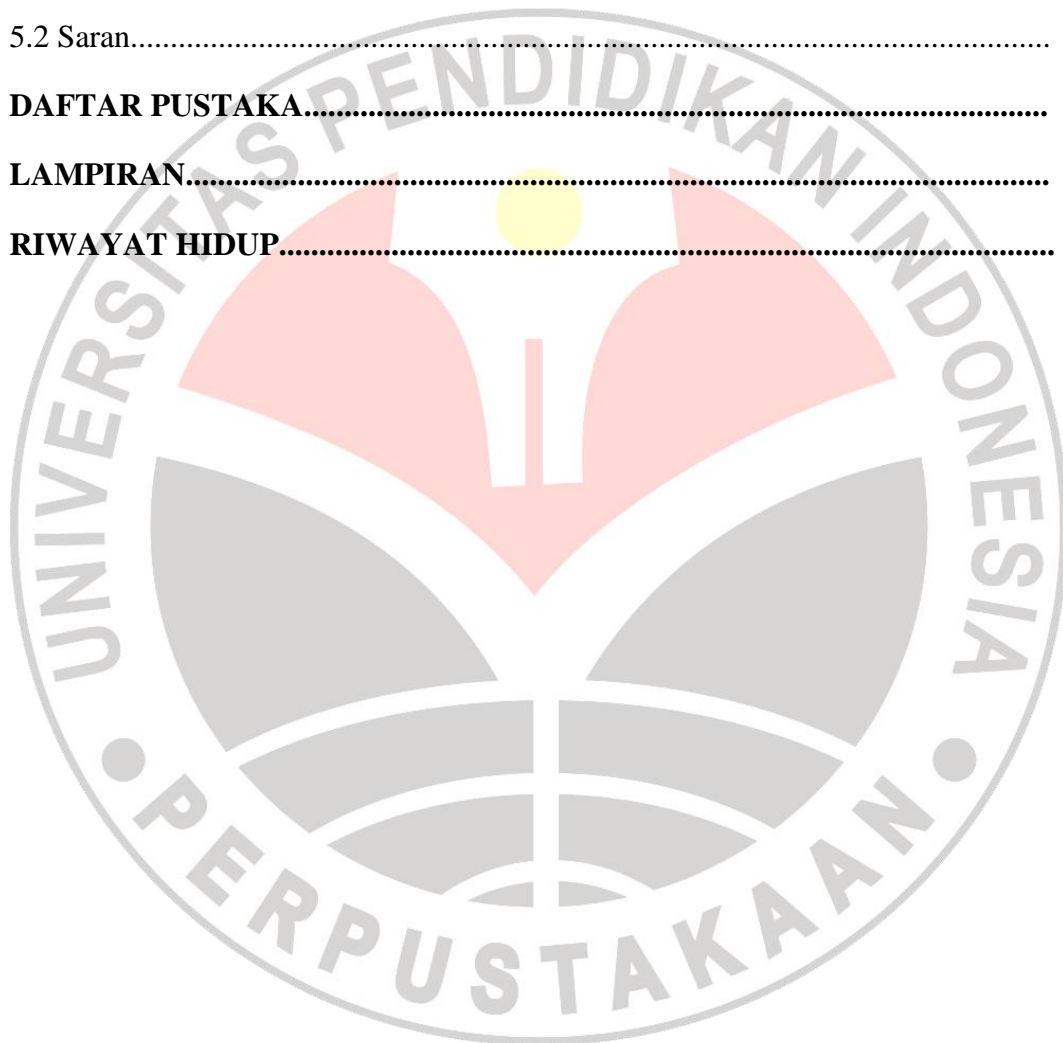 5.2 Saran....................................................................................................................
DAFTAR PUSTAKA.............................................................................................
LAMPIRAN............................................................................................................
RIWAYAT HIDUP.................................................................................................
UNIVERSITAS PENDIDIKAN INDONESIA
PERPUSTAKAAN